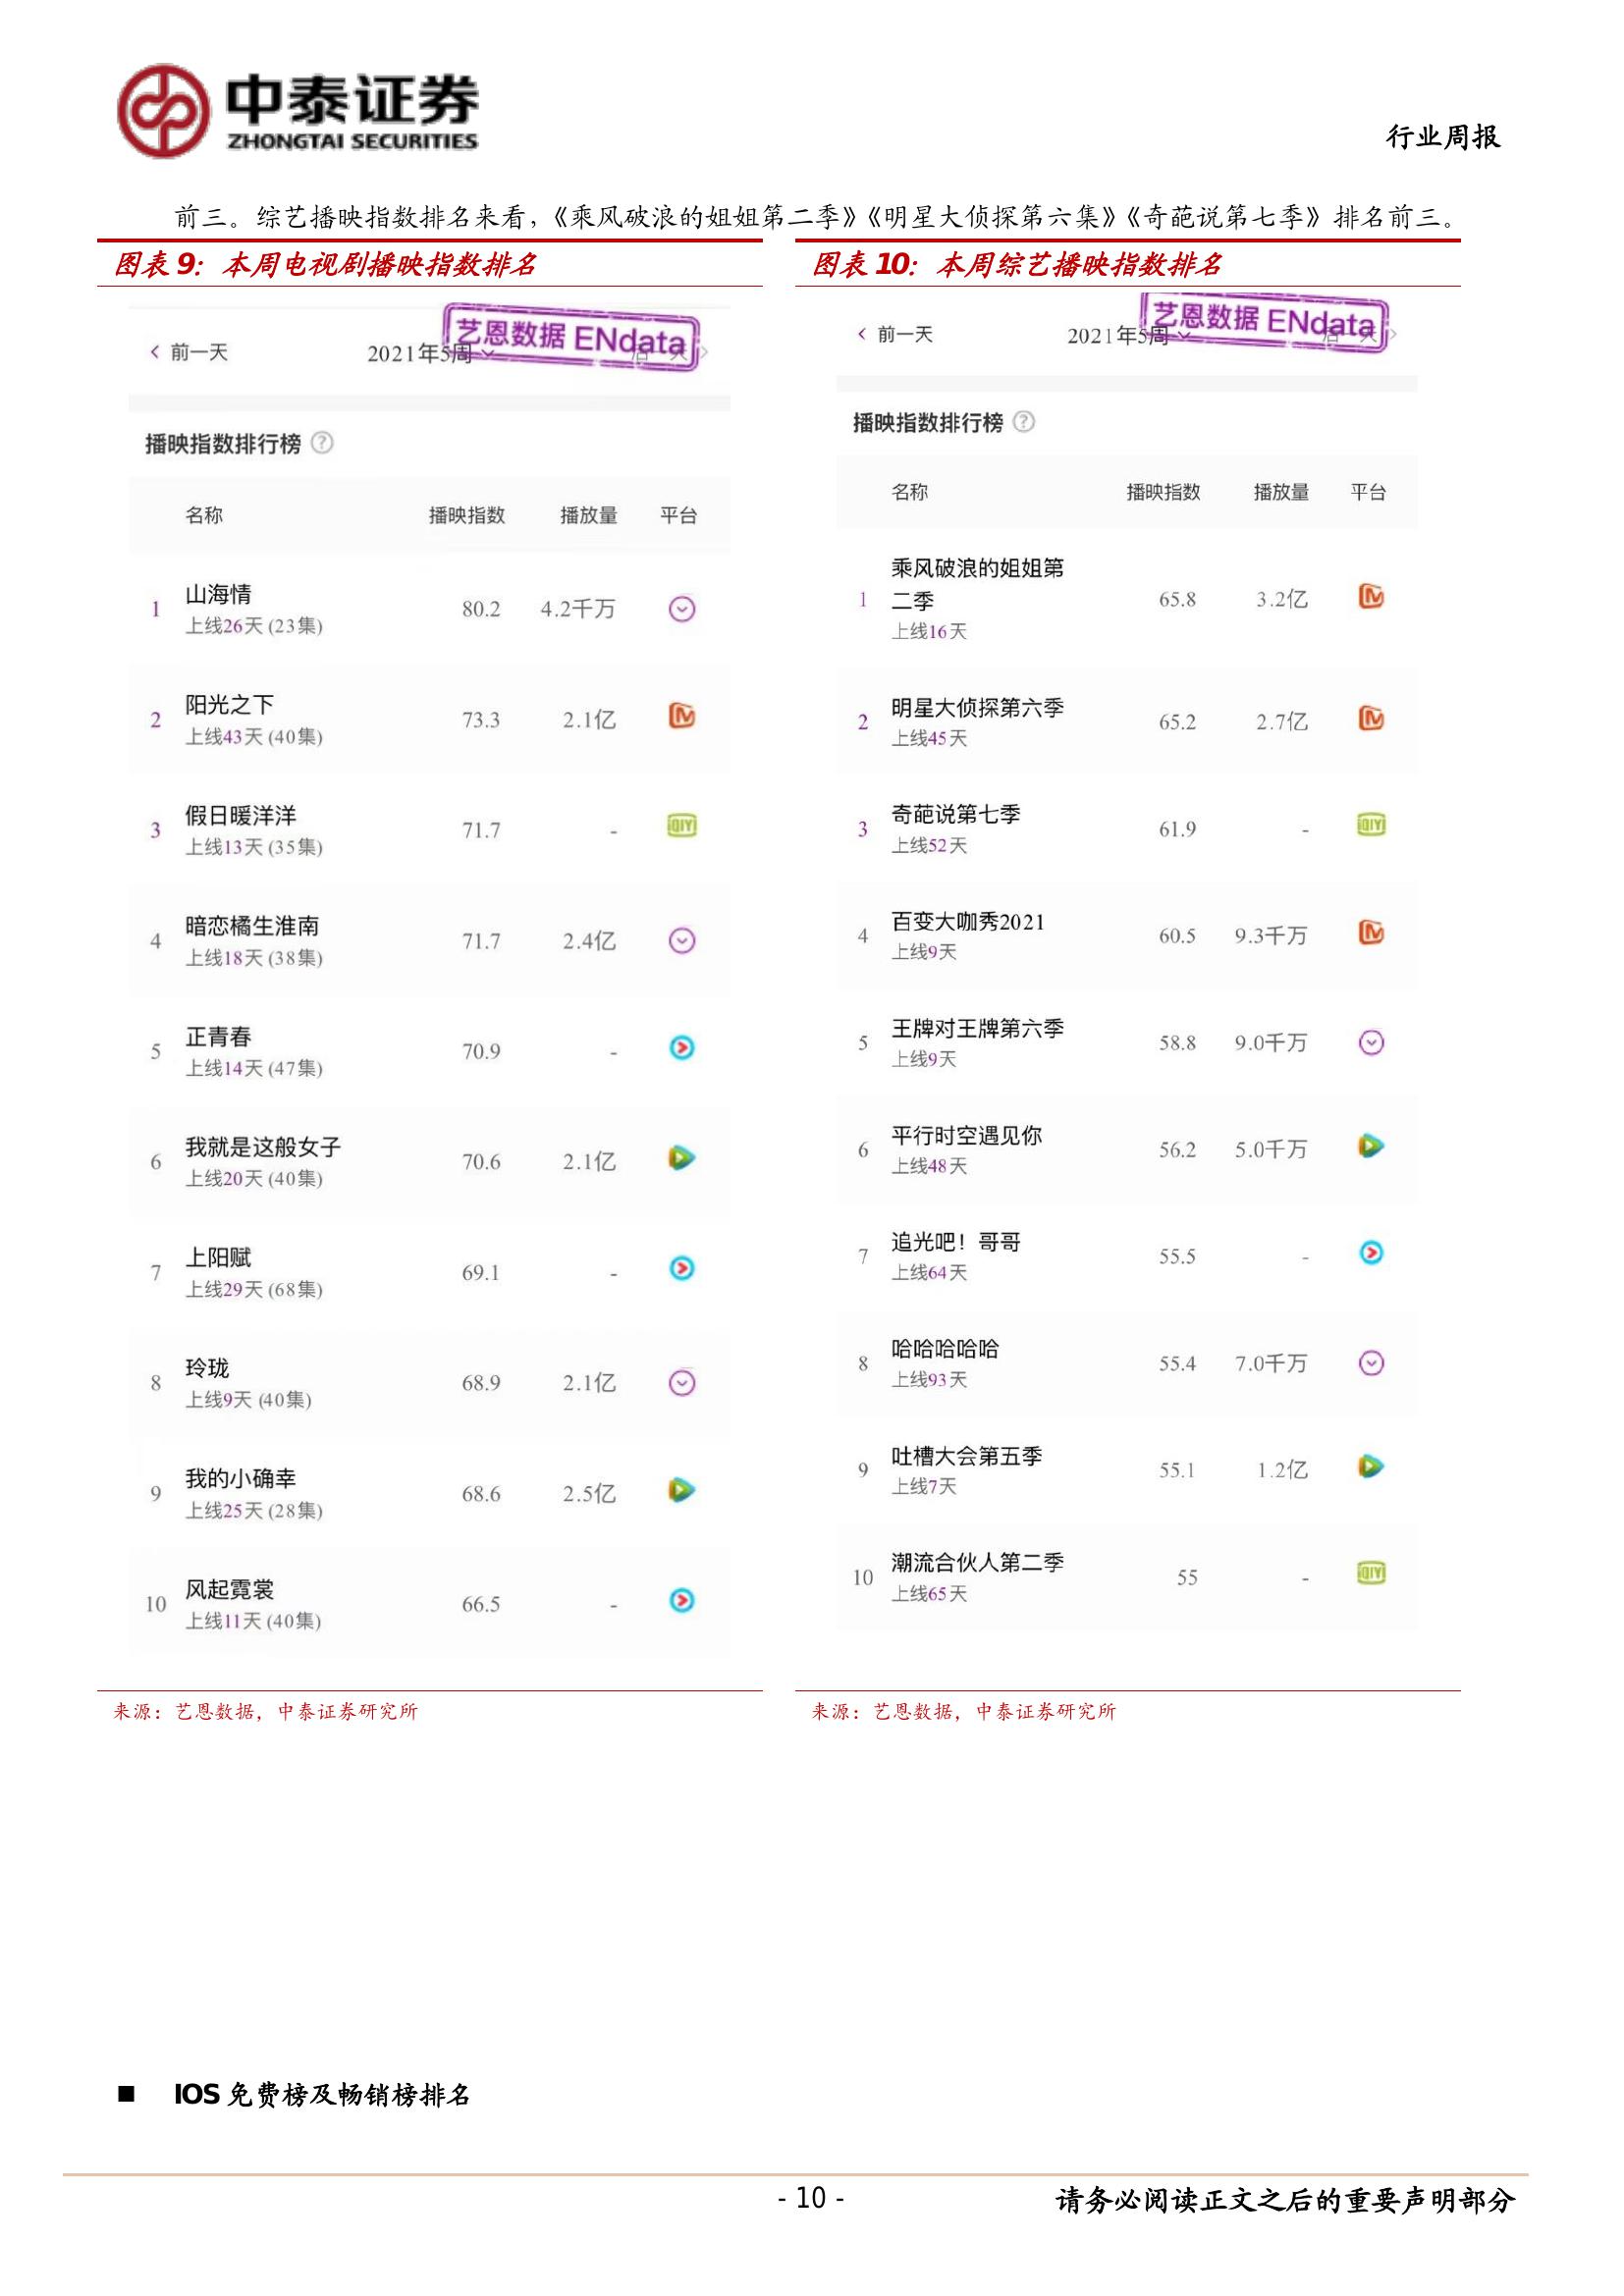 中泰证券
ZHONGTAI SECURITIES
行业周报
前三。综艺播映指数排名来看，《乘风破浪的姐姐第二季》《明星大侦探第六集》《奇葩说第七季》排名前三。
图表 9：本周电视剧播映指数排名
前一天 2021年5周
艺恩数据 ENdata
播映指数排行榜 ?
名称 播映指数 播放量 平台
1 山海情 80.2 4.2千万
上线26天 (23集)
2 阳光之下 73.3 2.1亿
上线43天 (40集)
3 假日暖洋洋 71.7 - iQIY
上线13天 (35集)
4 暗恋橘生淮南 71.7 2.4亿
上线18天 (38集)
5 正青春 70.9 -
上线14天 (47集)
6 我就是这般女子 70.6 2.1亿
上线20天 (40集)
7 上阳赋 69.1 -
上线29天 (68集)
8 玲珑 68.9 2.1亿
上线9天 (40集)
9 我的小确幸 68.6 2.5亿
上线25天 (28集)
10 风起霓裳 66.5 -
上线11天 (40集)
来源：艺恩数据，中泰证券研究所
图表 10：本周综艺播映指数排名
前一天 2021年5周
艺恩数据 ENdata
播映指数排行榜 ?
名称 播映指数 播放量 平台
乘风破浪的姐姐第
1 二季 65.8 3.2亿
上线16天
2 明星大侦探第六季 65.2 2.7亿
上线45天
3 奇葩说第七季 61.9 - iQIY
上线52天
4 百变大咖秀2021 60.5 9.3千万
上线9天
5 王牌对王牌第六季 58.8 9.0千万
上线9天
6 平行时空遇见你 56.2 5.0千万
上线48天
7 追光吧！哥哥 55.5 -
上线64天
8 哈哈哈哈哈 55.4 7.0千万
上线93天
9 吐槽大会第五季 55.1 1.2亿
上线7天
10 潮流合伙人第二季 55 - iQIY
上线65天
来源：艺恩数据，中泰证券研究所
■ IOS 免费榜及畅销榜排名
- 10 -
请务必阅读正文之后的重要声明部分